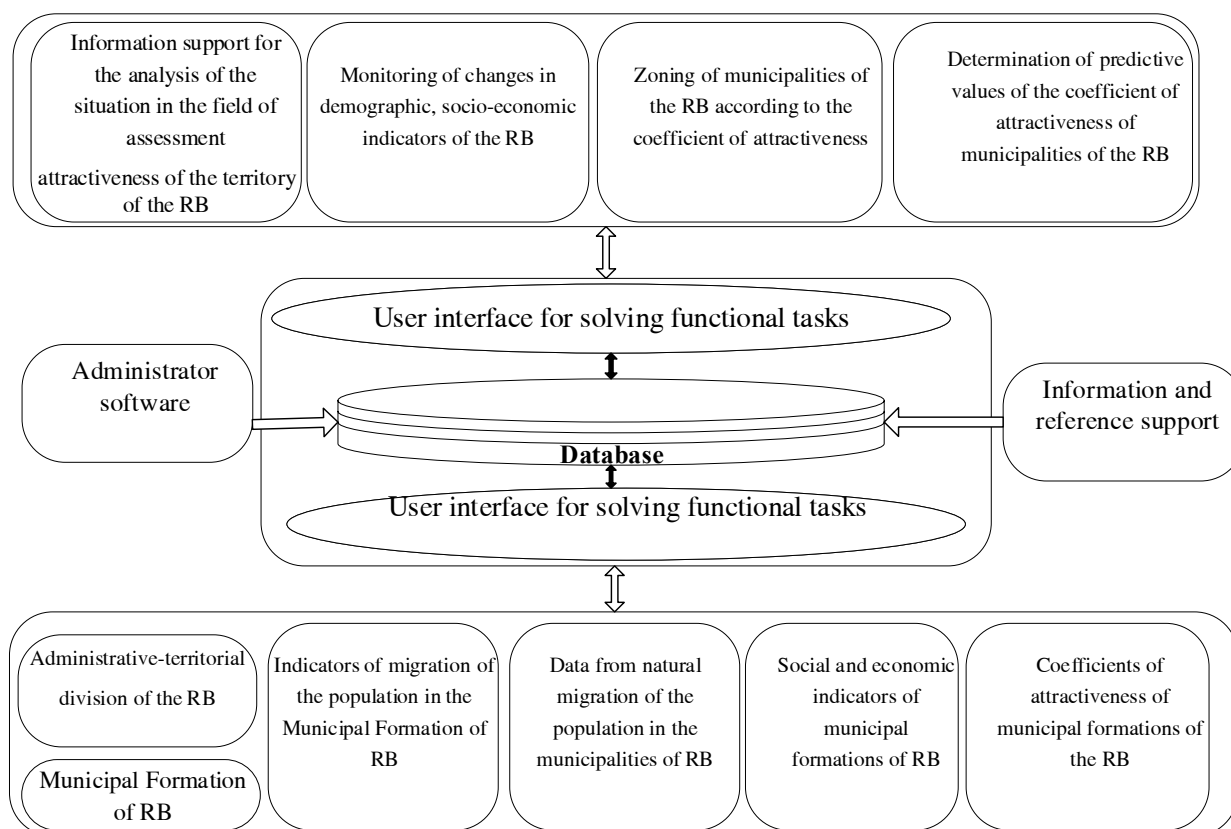 Information support for
the analysis of the
situation in the field of
assessment
attractiveness of the territory
of the RB
Monitoring of changes in
demographic, socio-economic
indicators of the RB
Zoning of municipalities of
the RB according to the
coefficient of attractiveness
Determination of predictive
values of the coefficient of
attractiveness of
municipalities of the RB
User interface for solving functional tasks
Administrator
software
Information and
reference support
Database
User interface for solving functional tasks
Administrative-territorial
division of the RB
Municipal Formation
of RB
Indicators of migration of
the population in the
Municipal Formation of
RB
Data from natural
migration of the
population in the
municipalities of RB
Social and economic
indicators of
municipal
formations of RB
Coefficients of
attractiveness of
municipal formations of
the RB